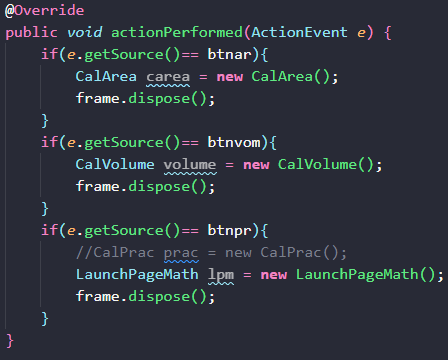 @Override
public void actionPerformed(ActionEvent e) {
    if(e.getSource()== btnar){
        CalArea carea = new CalArea();
        frame.dispose();
    }
    if(e.getSource()== btnvom){
        CalVolume volume = new CalVolume();
        frame.dispose();
    }
    if(e.getSource()== btnpr){
        //CalPrac prac = new CalPrac();
        LaunchPageMath lpm = new LaunchPageMath();
        frame.dispose();
    }
}